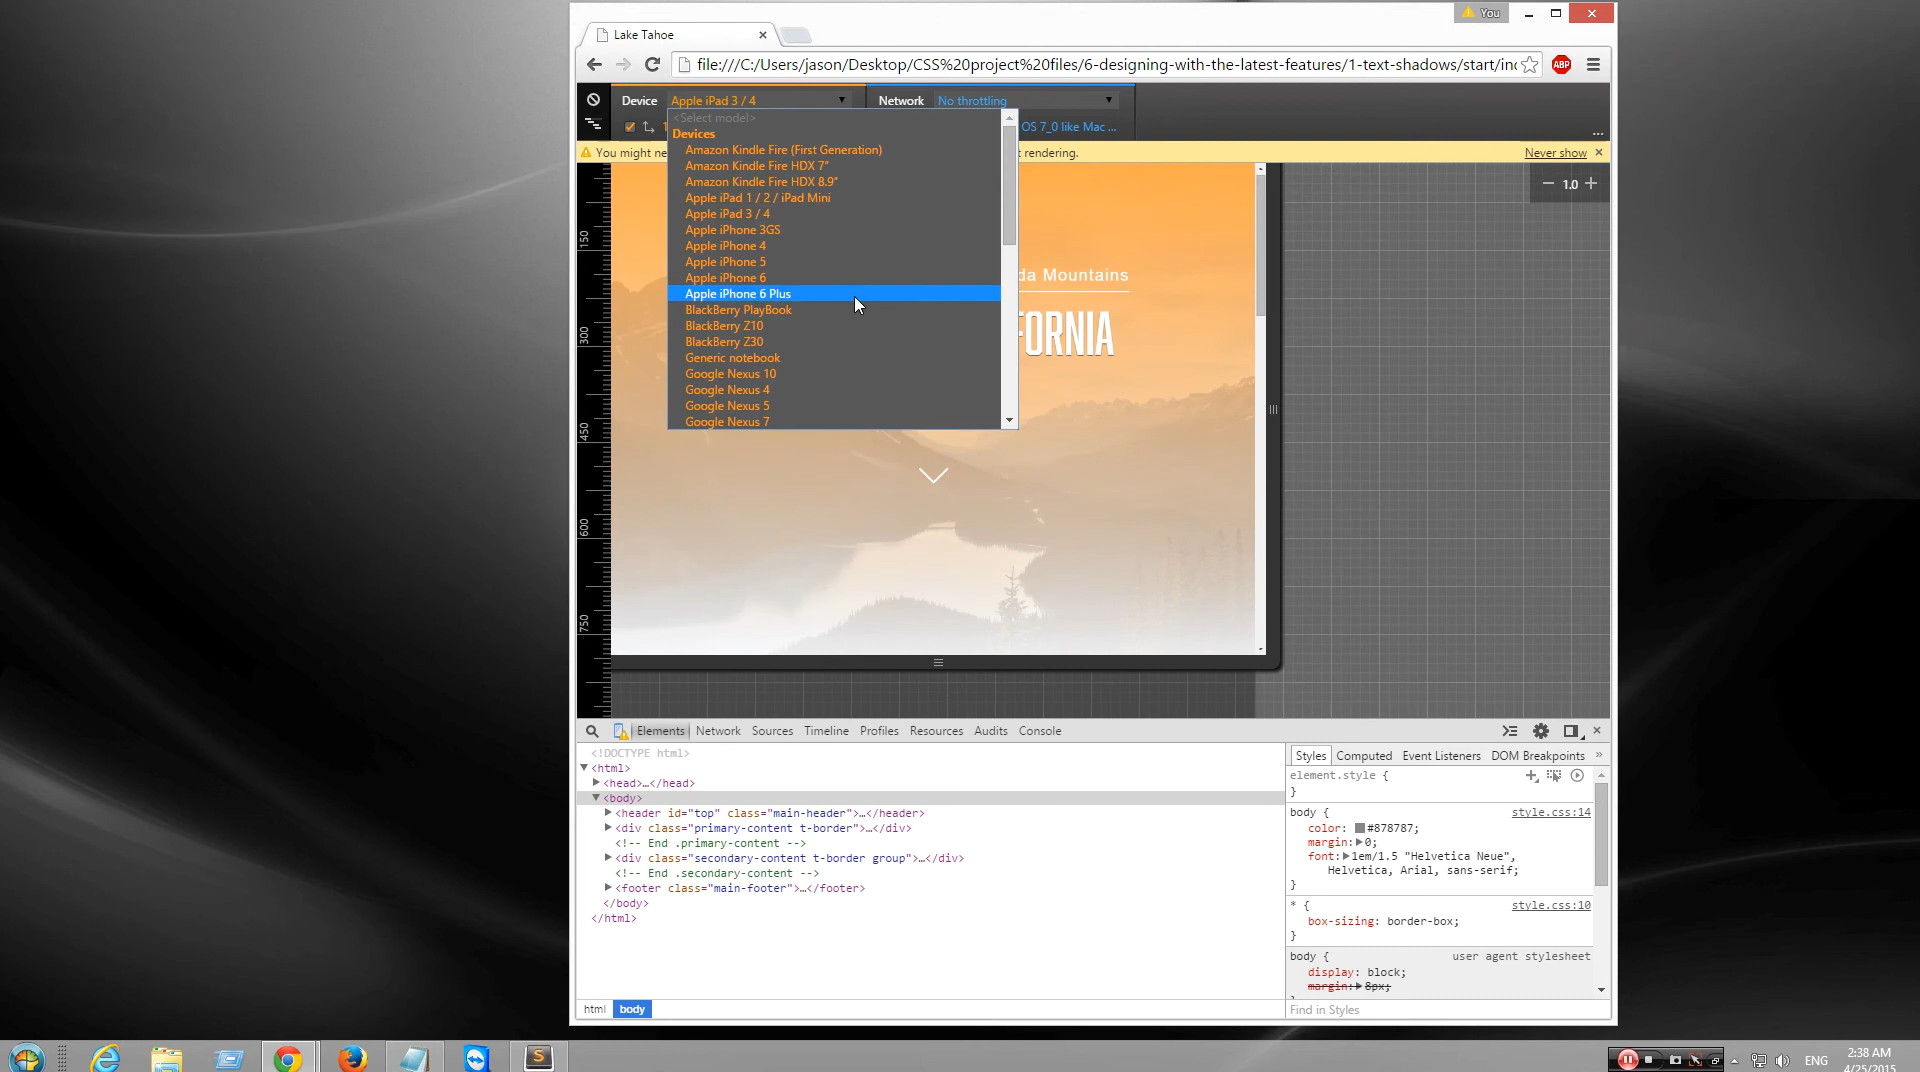 You
Lake Tahoe
file:///C:/Users/jason/Desktop/CSS%20project%20files/6-designing-with-the-latest-features/1-text-shadows/start/in
ABP
Device Apple iPad 3 / 4 Network No throttling
<Select model>
OS 7_0 like Mac ...
...
Devices
You might ne
t rendering.
Never show
Amazon Kindle Fire (First Generation)
Amazon Kindle Fire HDX 7"
Amazon Kindle Fire HDX 8.9"
Apple iPad 1 / 2 / iPad Mini
Apple iPad 3 / 4
Apple iPhone 3GS
Apple iPhone 4
Apple iPhone 5
Apple iPhone 6
Apple iPhone 6 Plus
BlackBerry PlayBook
BlackBerry Z10
BlackBerry Z30
Generic notebook
Google Nexus 10
Google Nexus 4
Google Nexus 5
Google Nexus 7
1.0
da Mountains
FORNIA
150
300
450
600
750
Elements Network Sources Timeline Profiles Resources Audits Console
<!DOCTYPE html>
<html>
<head>…</head>
<body>
<header id="top" class="main-header">…</header>
<div class="primary-content t-border">…</div>
<!-- End .primary-content -->
<div class="secondary-content t-border group">…</div>
<!-- End .secondary-content -->
<footer class="main-footer">…</footer>
</body>
</html>
html body
Styles Computed Event Listeners DOM Breakpoints »
element.style {
}
body { style.css:14
color: #878787;
margin: 0;
font: 1em/1.5 "Helvetica Neue",
Helvetica, Arial, sans-serif;
}
* { style.css:10
box-sizing: border-box;
}
body { user agent stylesheet
display: block;
margin: 8px;
Find in Styles
S
ENG
2:38 AM
4/25/2015